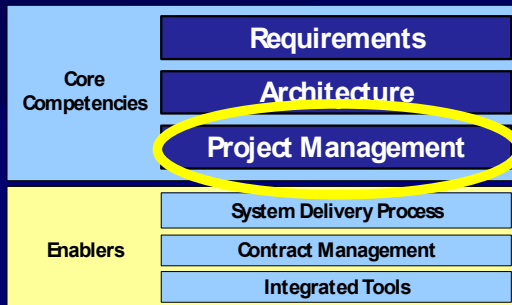 Core
Competencies
Requirements
Architecture
Project Management
Enablers
System Delivery Process
Contract Management
Integrated Tools